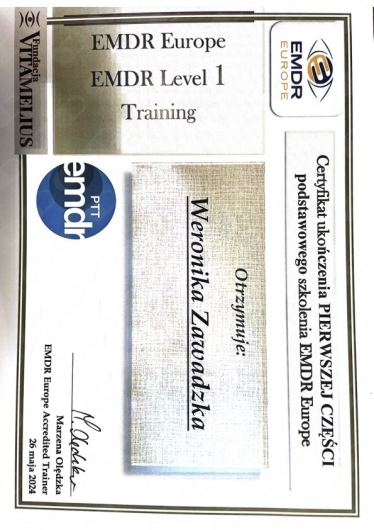 EMDR Europe
EMDR Level 1
Training
Fundacja
VITAMELIUS
EMDR
EUROPE
Certyfikat ukończenia PIERWSZEJ CZĘŚCI
podstawowego szkolenia EMDR Europe
Otrzymuje:
Weronika Zawadzka
PTT
emdr
Marzena Olędzka
EMDR Europe Accredited Trainer
26 maja 2024